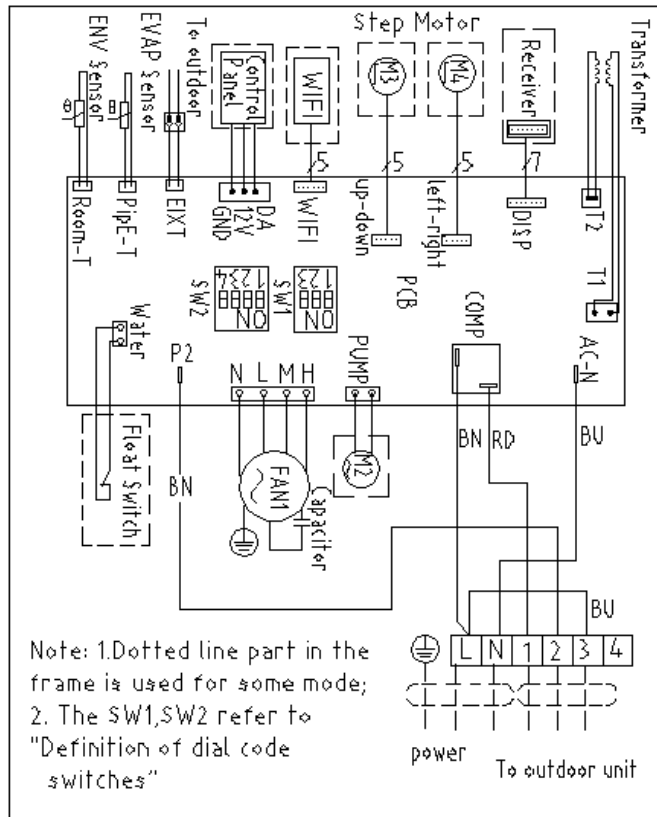 Step Motor
ENV Sensor
EVAP Sensor
To outdoor
Control
Panel
WIFI
M3
M4
Receiver
Transformer
θ
θ
5
5
5
7
Room-T
PipE-T
EIXT
GND
12V
DA
WIFI
up-down
left-right
DISP
T2
T1
SW2
1234
ON
SW1
123
ON
PCB
COMP
AC-N
Water
P2
N L M H
PUMP
Float Switch
BN
FAN1
Capacitor
M2
BN
RD
BU
BU
L N 1 2 3 4
Note: 1.Dotted line part in the
frame is used for some mode;
2. The SW1,SW2 refer to
"Definition of dial code
switches"
power
To outdoor unit